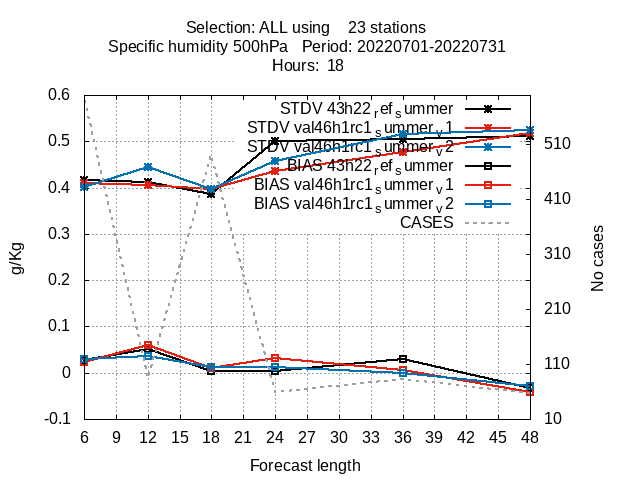 Selection: ALL using 23 stations
Specific humidity 500hPa Period: 20220701-20220731
Hours: 18
STDV 43h22_ref_summer
STDV val46h1rc1_summer_v1
STDV val46h1rc1_summer_v2
BIAS 43h22_ref_summer
BIAS val46h1rc1_summer_v1
BIAS val46h1rc1_summer_v2
CASES
0.6
0.5
0.4
0.3
0.2
0.1
0
-0.1
g/Kg
510
410
310
210
110
10
No cases
6 9 12 15 18 21 24 27 30 33 36 39 42 45 48
Forecast length